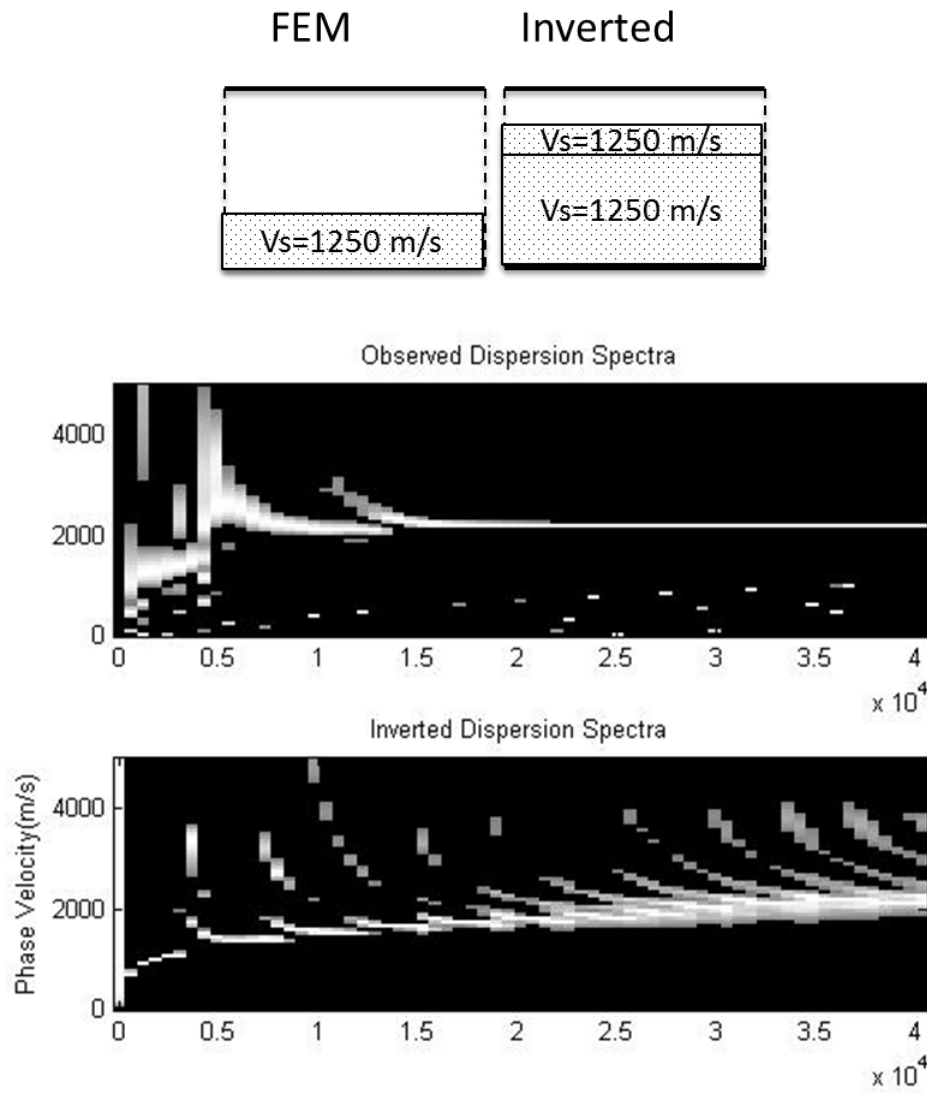 FEM Inverted
Vs=1250 m/s
Vs=1250 m/s
Vs=1250 m/s
Observed Dispersion Spectra
4000
2000
0
0 0.5 1 1.5 2 2.5 3 3.5 4
x 10^4
Inverted Dispersion Spectra
Phase Velocity(m/s)
4000
2000
0
0 0.5 1 1.5 2 2.5 3 3.5 4
x 10^4